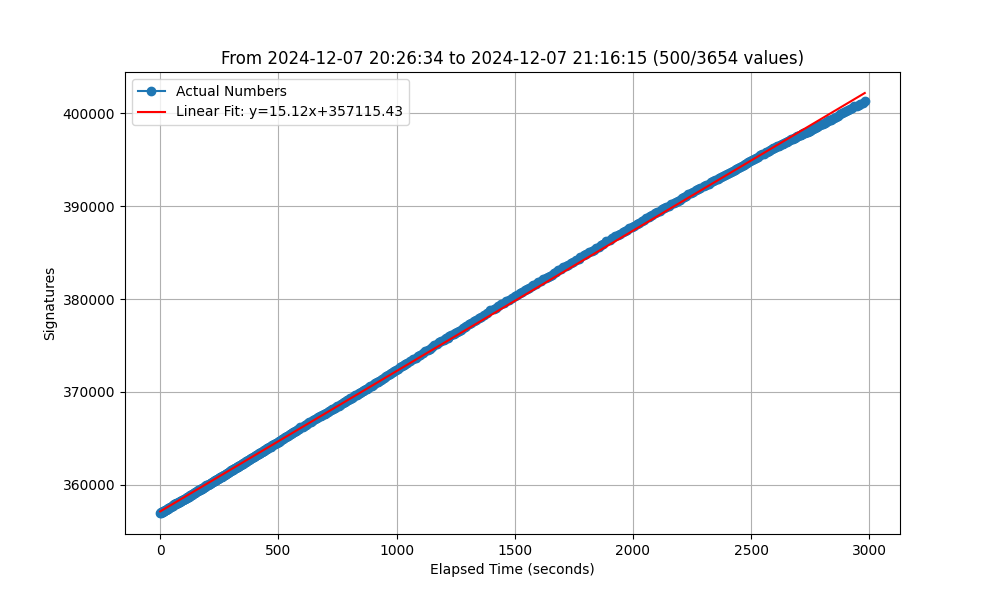 From 2024-12-07 20:26:34 to 2024-12-07 21:16:15 (500/3654 values)
Actual Numbers
Linear Fit: y=15.12x+357115.43
400000
390000
380000
370000
360000
Signatures
0 500 1000 1500 2000 2500 3000
Elapsed Time (seconds)